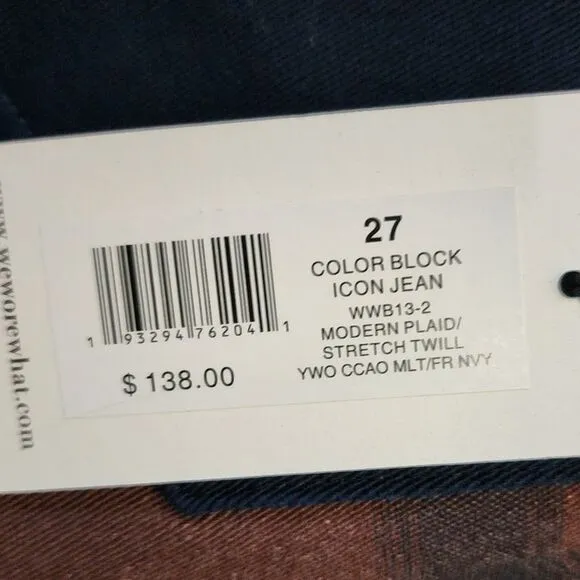 www.weworewhat.com
27
COLOR BLOCK
ICON JEAN
WWB13-2
MODERN PLAID/
STRETCH TWILL
YWO CCAO MLT/FR NVY
1 93294 76204 1
$ 138.00